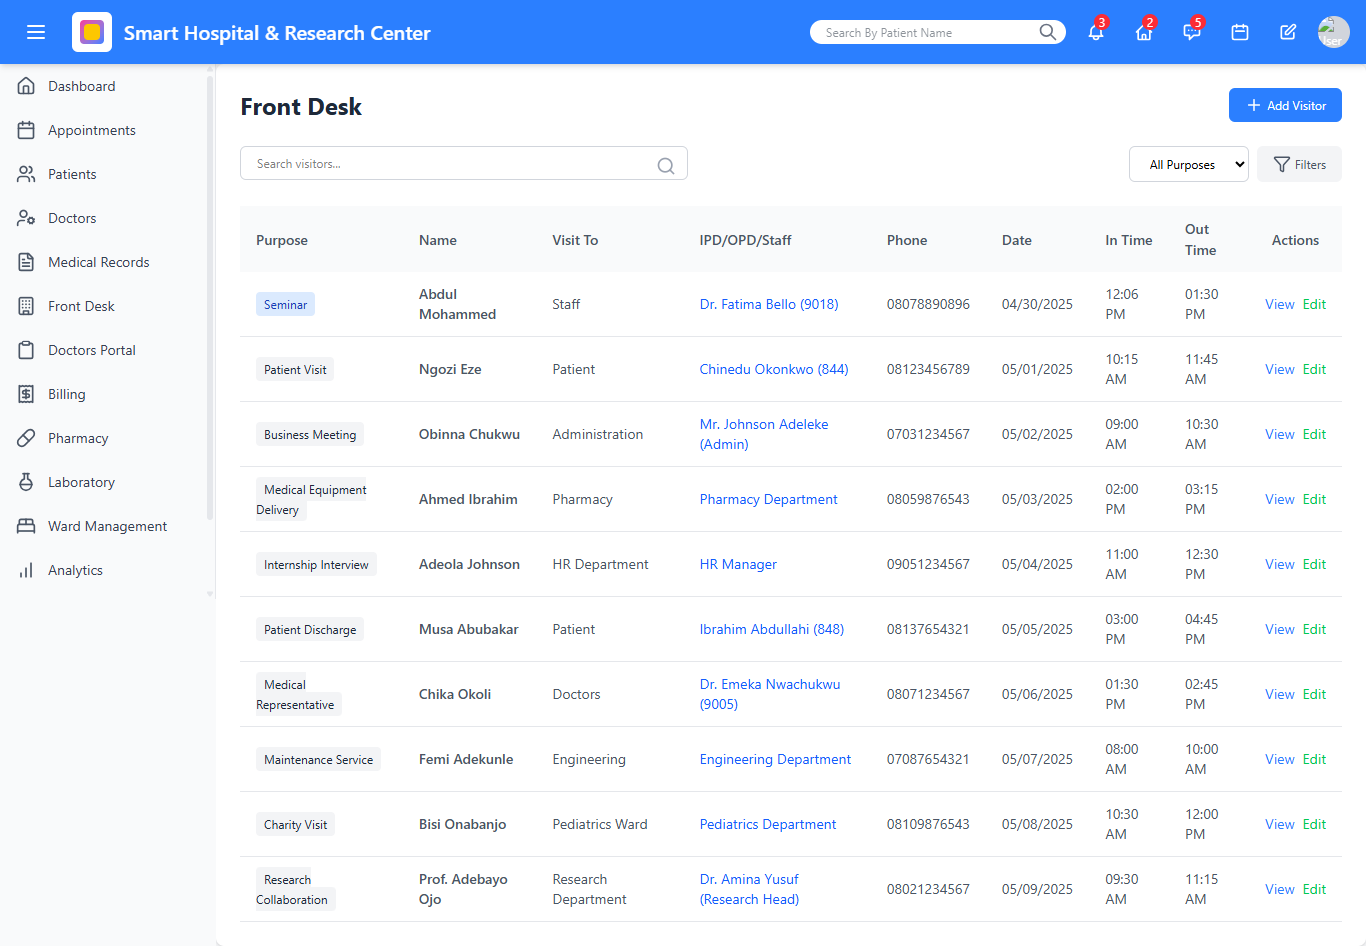 Smart Hospital & Research Center
Search By Patient Name
3
2
5
User
Dashboard
Appointments
Patients
Doctors
Medical Records
Front Desk
Doctors Portal
Billing
Pharmacy
Laboratory
Ward Management
Analytics
Front Desk
Add Visitor
Search visitors...
All Purposes
Filters
Purpose Name Visit To IPD/OPD/Staff Phone Date In Time Out Time Actions
Seminar Abdul Mohammed Staff Dr. Fatima Bello (9018) 08078890896 04/30/2025 12:06 PM 01:30 PM View Edit
Patient Visit Ngozi Eze Patient Chinedu Okonkwo (844) 08123456789 05/01/2025 10:15 AM 11:45 AM View Edit
Business Meeting Obinna Chukwu Administration Mr. Johnson Adeleke (Admin) 07031234567 05/02/2025 09:00 AM 10:30 AM View Edit
Medical Equipment Delivery Ahmed Ibrahim Pharmacy Pharmacy Department 08059876543 05/03/2025 02:00 PM 03:15 PM View Edit
Internship Interview Adeola Johnson HR Department HR Manager 09051234567 05/04/2025 11:00 AM 12:30 PM View Edit
Patient Discharge Musa Abubakar Patient Ibrahim Abdullahi (848) 08137654321 05/05/2025 03:00 PM 04:45 PM View Edit
Medical Representative Chika Okoli Doctors Dr. Emeka Nwachukwu (9005) 08071234567 05/06/2025 01:30 PM 02:45 PM View Edit
Maintenance Service Femi Adekunle Engineering Engineering Department 07087654321 05/07/2025 08:00 AM 10:00 AM View Edit
Charity Visit Bisi Onabanjo Pediatrics Ward Pediatrics Department 08109876543 05/08/2025 10:30 AM 12:00 PM View Edit
Research Collaboration Prof. Adebayo Ojo Research Department Dr. Amina Yusuf (Research Head) 08021234567 05/09/2025 09:30 AM 11:15 AM View Edit